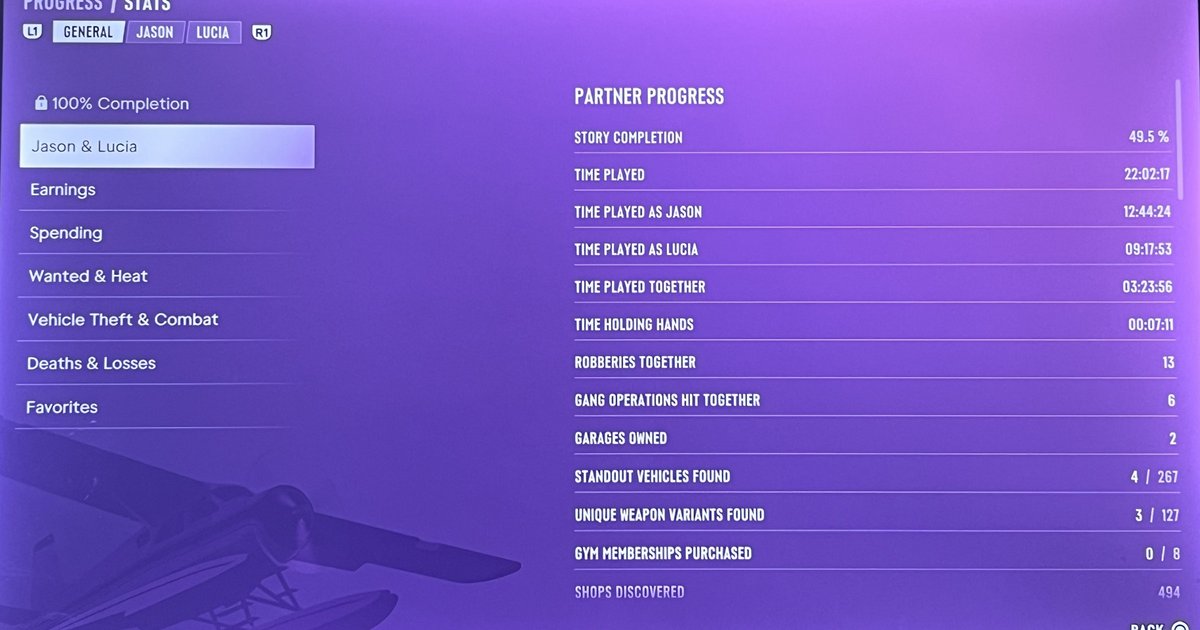 PROGRESS / STATS
L1 GENERAL JASON LUCIA R1
100% Completion
Jason & Lucia
Earnings
Spending
Wanted & Heat
Vehicle Theft & Combat
Deaths & Losses
Favorites
PARTNER PROGRESS
STORY COMPLETION 49.5 %
TIME PLAYED 22:02:17
TIME PLAYED AS JASON 12:44:24
TIME PLAYED AS LUCIA 09:17:53
TIME PLAYED TOGETHER 03:23:56
TIME HOLDING HANDS 00:07:11
ROBBERIES TOGETHER 13
GANG OPERATIONS HIT TOGETHER 6
GARAGES OWNED 2
STANDOUT VEHICLES FOUND 4 / 267
UNIQUE WEAPON VARIANTS FOUND 3 / 127
GYM MEMBERSHIPS PURCHASED 0 / 8
SHOPS DISCOVERED 494
BACK